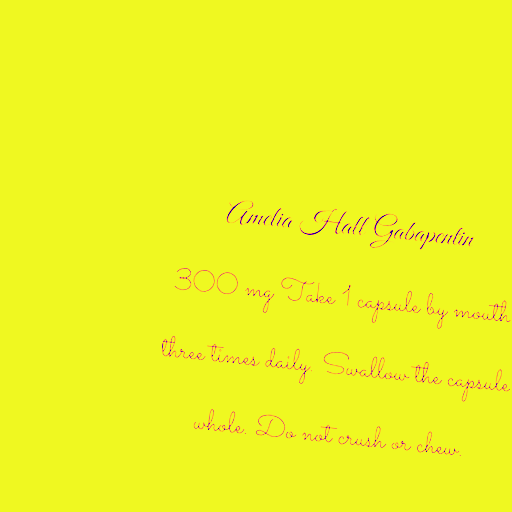 Amelia Hall Gabapentin
300 mg Take 1 capsule by mouth
three times daily. Swallow the capsule
whole. Do not crush or chew.